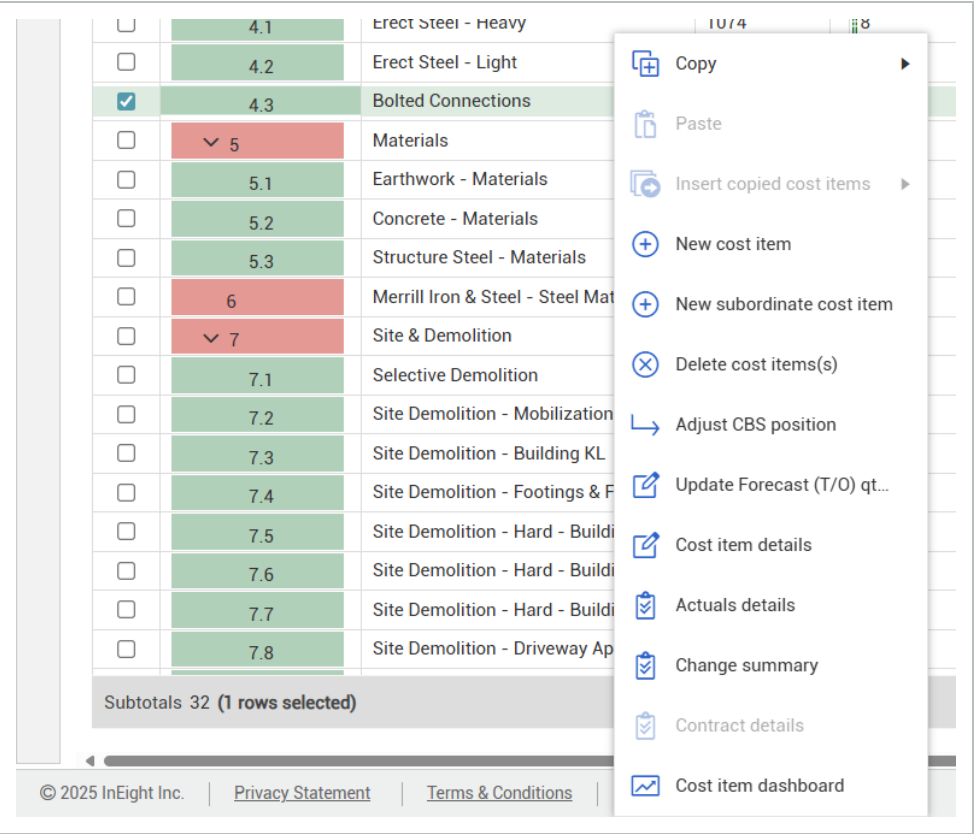 4.1 Erect Steel - Heavy 1074 8
4.2 Erect Steel - Light
4.3 Bolted Connections
5 Materials
5.1 Earthwork - Materials
5.2 Concrete - Materials
5.3 Structure Steel - Materials
6 Merrill Iron & Steel - Steel Mat
7 Site & Demolition
7.1 Selective Demolition
7.2 Site Demolition - Mobilization
7.3 Site Demolition - Building KL
7.4 Site Demolition - Footings & F
7.5 Site Demolition - Hard - Buildi
7.6 Site Demolition - Hard - Buildi
7.7 Site Demolition - Hard - Buildi
7.8 Site Demolition - Driveway Ap
Subtotals 32 (1 rows selected)
Copy
Paste
Insert copied cost items
New cost item
New subordinate cost item
Delete cost items(s)
Adjust CBS position
Update Forecast (T/O) qt...
Cost item details
Actuals details
Change summary
Contract details
Cost item dashboard
© 2025 InEight Inc. Privacy Statement Terms & Conditions